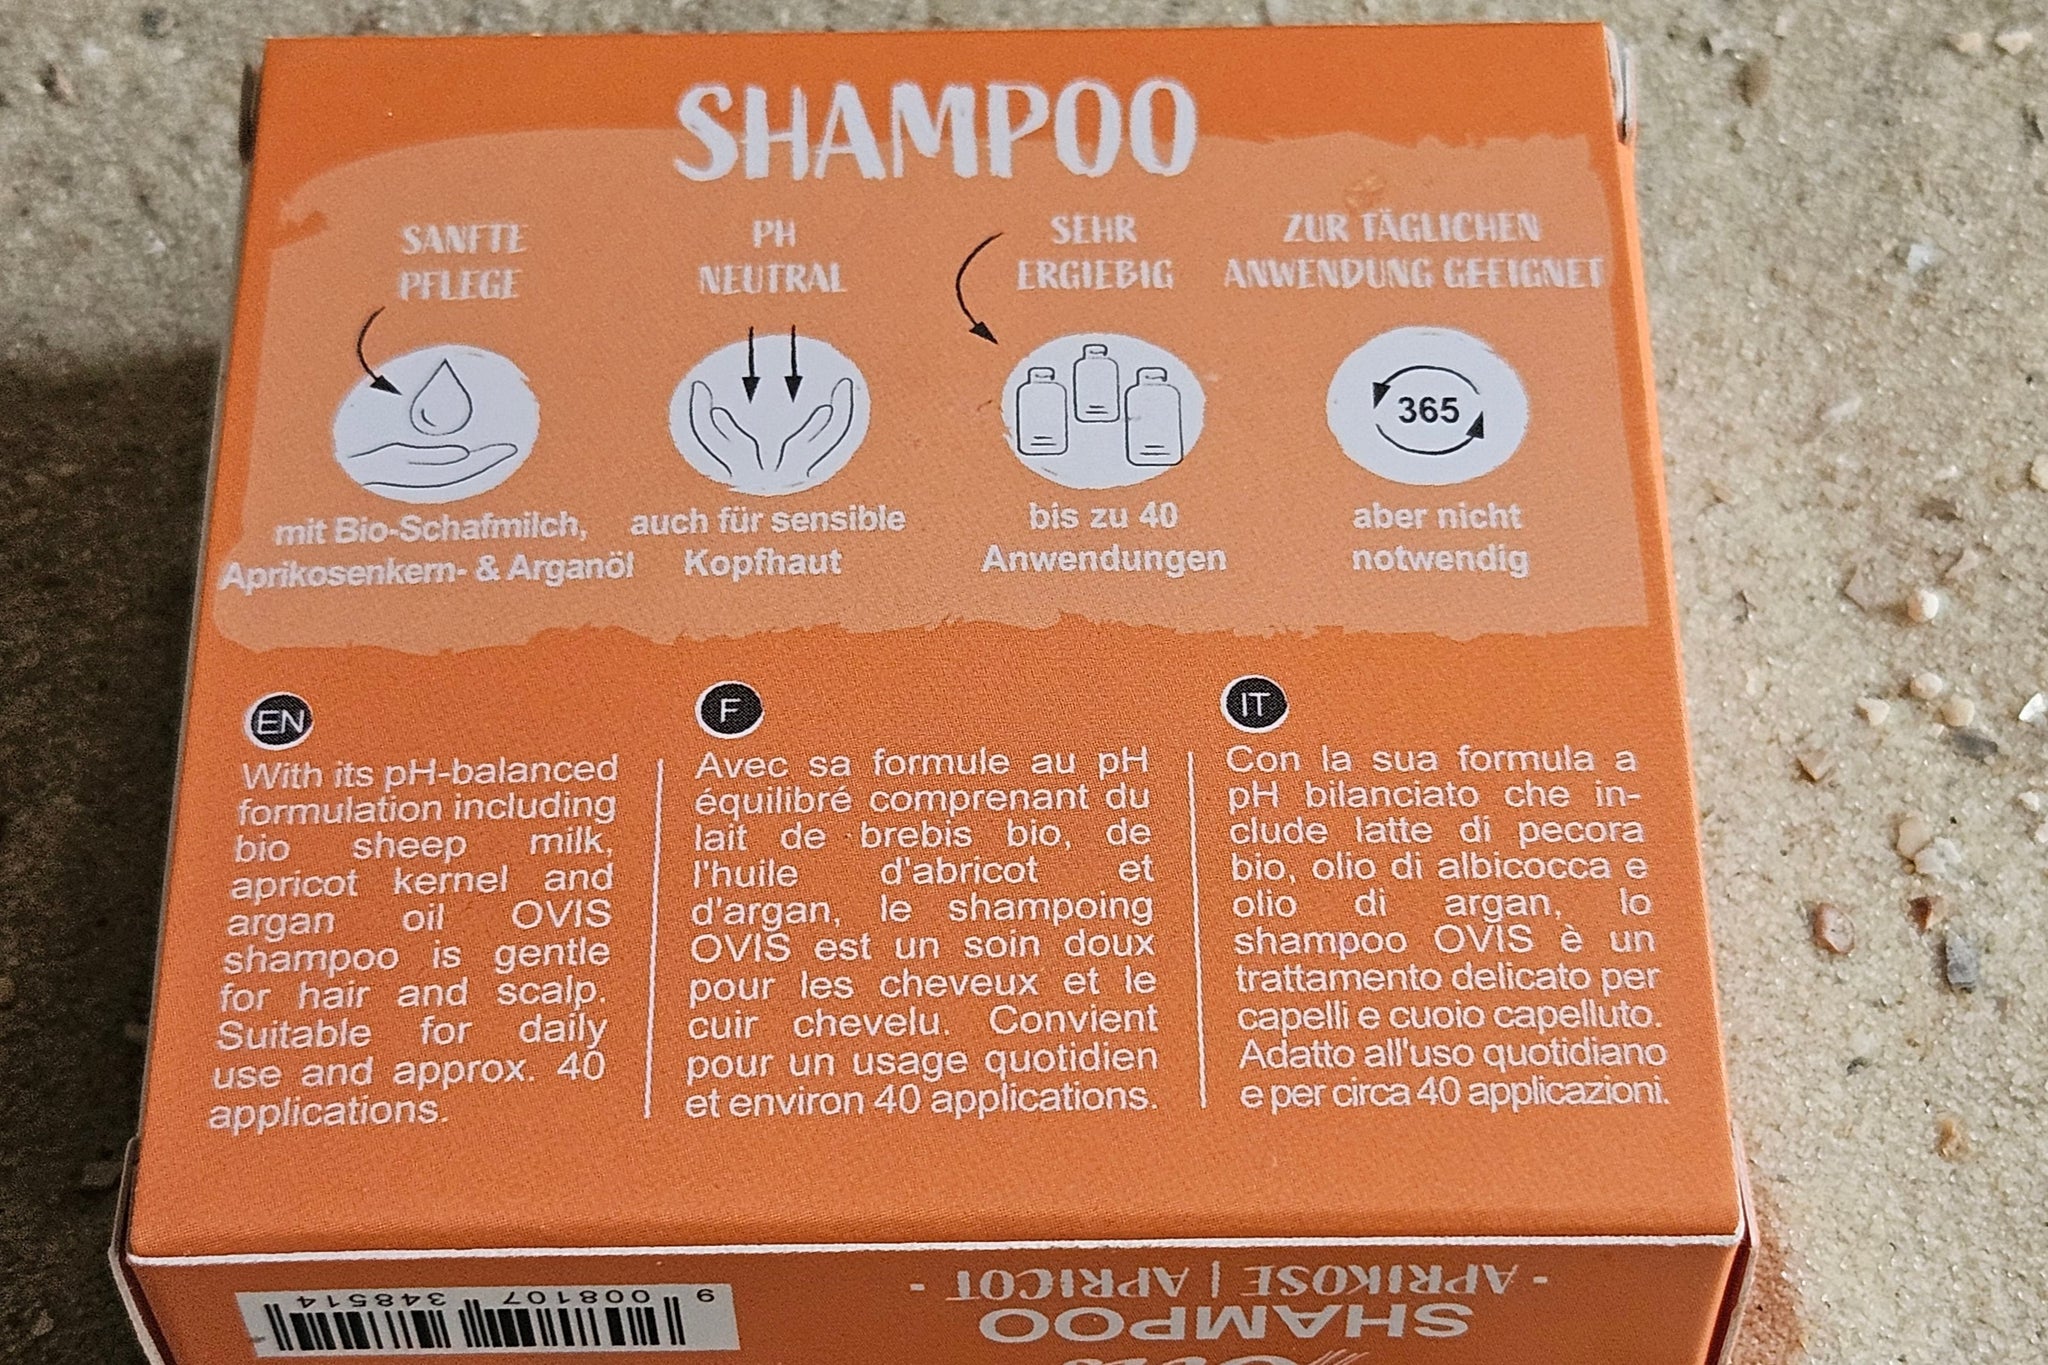 SHAMPOO
SANFTE
PFLEGE
PH
NEUTRAL
SEHR
ERGIEBIG
ZUR TÄGLICHEN
ANWENDUNG GEEIGNET
365
mit Bio-Schafmilch,
Aprikosenkern- & Arganöl
auch für sensible
Kopfhaut
bis zu 40
Anwendungen
aber nicht
notwendig
EN
With its pH-balanced
formulation including
bio sheep milk,
apricot kernel and
argan oil OVIS
shampoo is gentle
for hair and scalp.
Suitable for daily
use and approx. 40
applications.
F
Avec sa formule au pH
équilibré comprenant du
lait de brebis bio, de
l'huile d'abricot et
d'argan, le shampoing
OVIS est un soin doux
pour les cheveux et le
cuir chevelu. Convient
pour un usage quotidien
et environ 40 applications.
IT
Con la sua formula a
pH bilanciato che in-
clude latte di pecora
bio, olio di albicocca e
olio di argan, lo
shampoo OVIS è un
trattamento delicato per
capelli e cuoio capelluto.
Adatto all'uso quotidiano
e per circa 40 applicazioni.
SHAMPOO
- APRIKOSE | APRICOT -
9 008107 348514